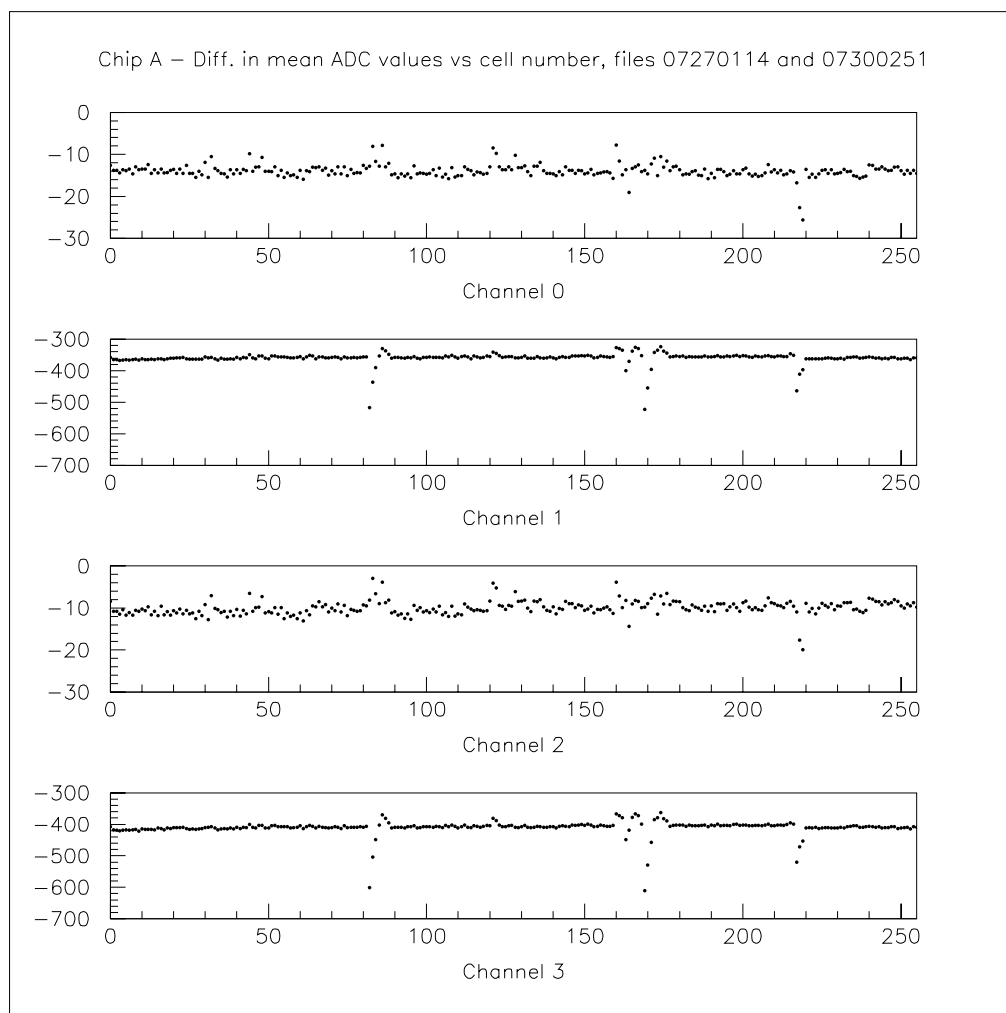 Chip A – Diff. in mean ADC values vs cell number, files 07270114 and 07300251
0
−10
−20
−30
0 50 100 150 200 250
Channel 0
−300
−400
−500
−600
−700
0 50 100 150 200 250
Channel 1
0
−10
−20
−30
0 50 100 150 200 250
Channel 2
−300
−400
−500
−600
−700
0 50 100 150 200 250
Channel 3